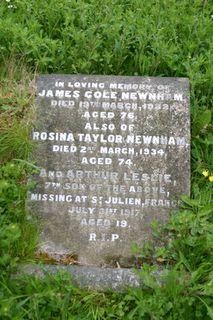 IN LOVING MEMORY OF
JAMES COLE NEWNHAM,
DIED 19TH MARCH, 1922,
AGED 76.
ALSO OF
ROSINA TAYLOR NEWNHAM,
DIED 2ND MARCH, 1934,
AGED 74.
AND ARTHUR LESLIE,
7TH SON OF THE ABOVE,
MISSING AT ST JULIEN, FRANCE
JULY 31ST 1917,
AGED 19.
R.I.P.